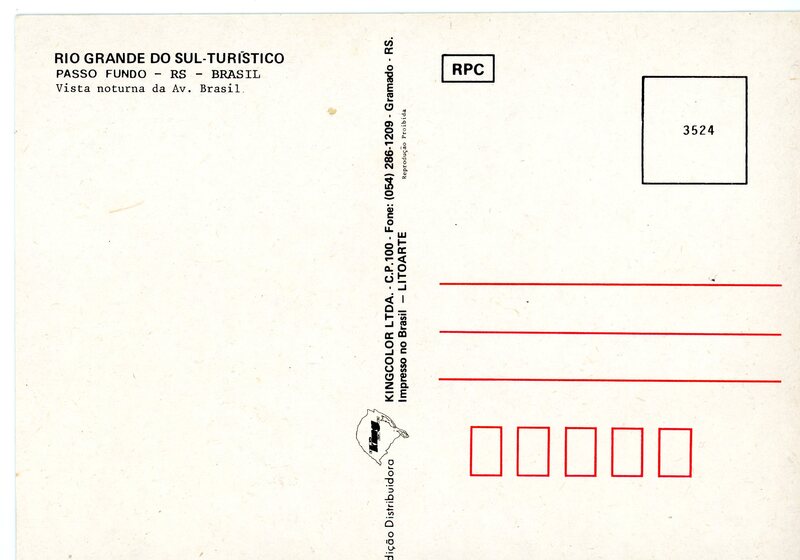 RIO GRANDE DO SUL-TURÍSTICO
PASSO FUNDO - RS - BRASIL
Vista noturna da Av. Brasil.
KINGCOLOR LTDA. - C.P. 100 - Fone: (054) 286-1209 - Gramado - RS.
Impresso no Brasil — LITOARTE
Reprodução Proibida
dição Distribuidora
RPC
3524